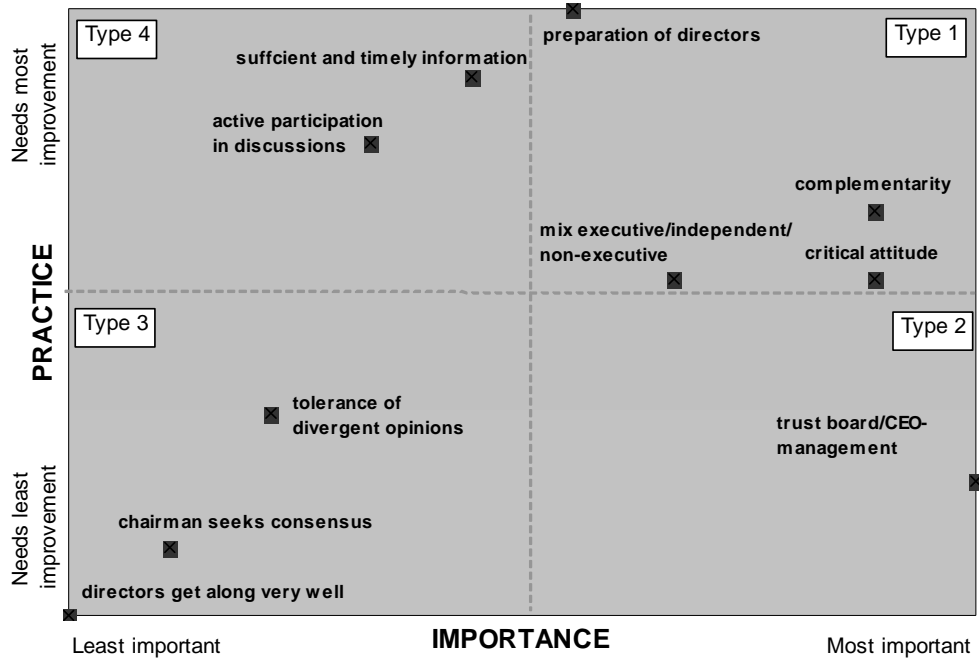 Type 4
Type 1
preparation of directors
suffcient and timely information
active participation
in discussions
Needs most
improvement
complementarity
mix executive/independent/
non-executive
critical attitude
PRACTICE
Type 3
Type 2
tolerance of
divergent opinions
trust board/CEO-
management
Needs least
improvement
chairman seeks consensus
directors get along very well
Least important
IMPORTANCE
Most important